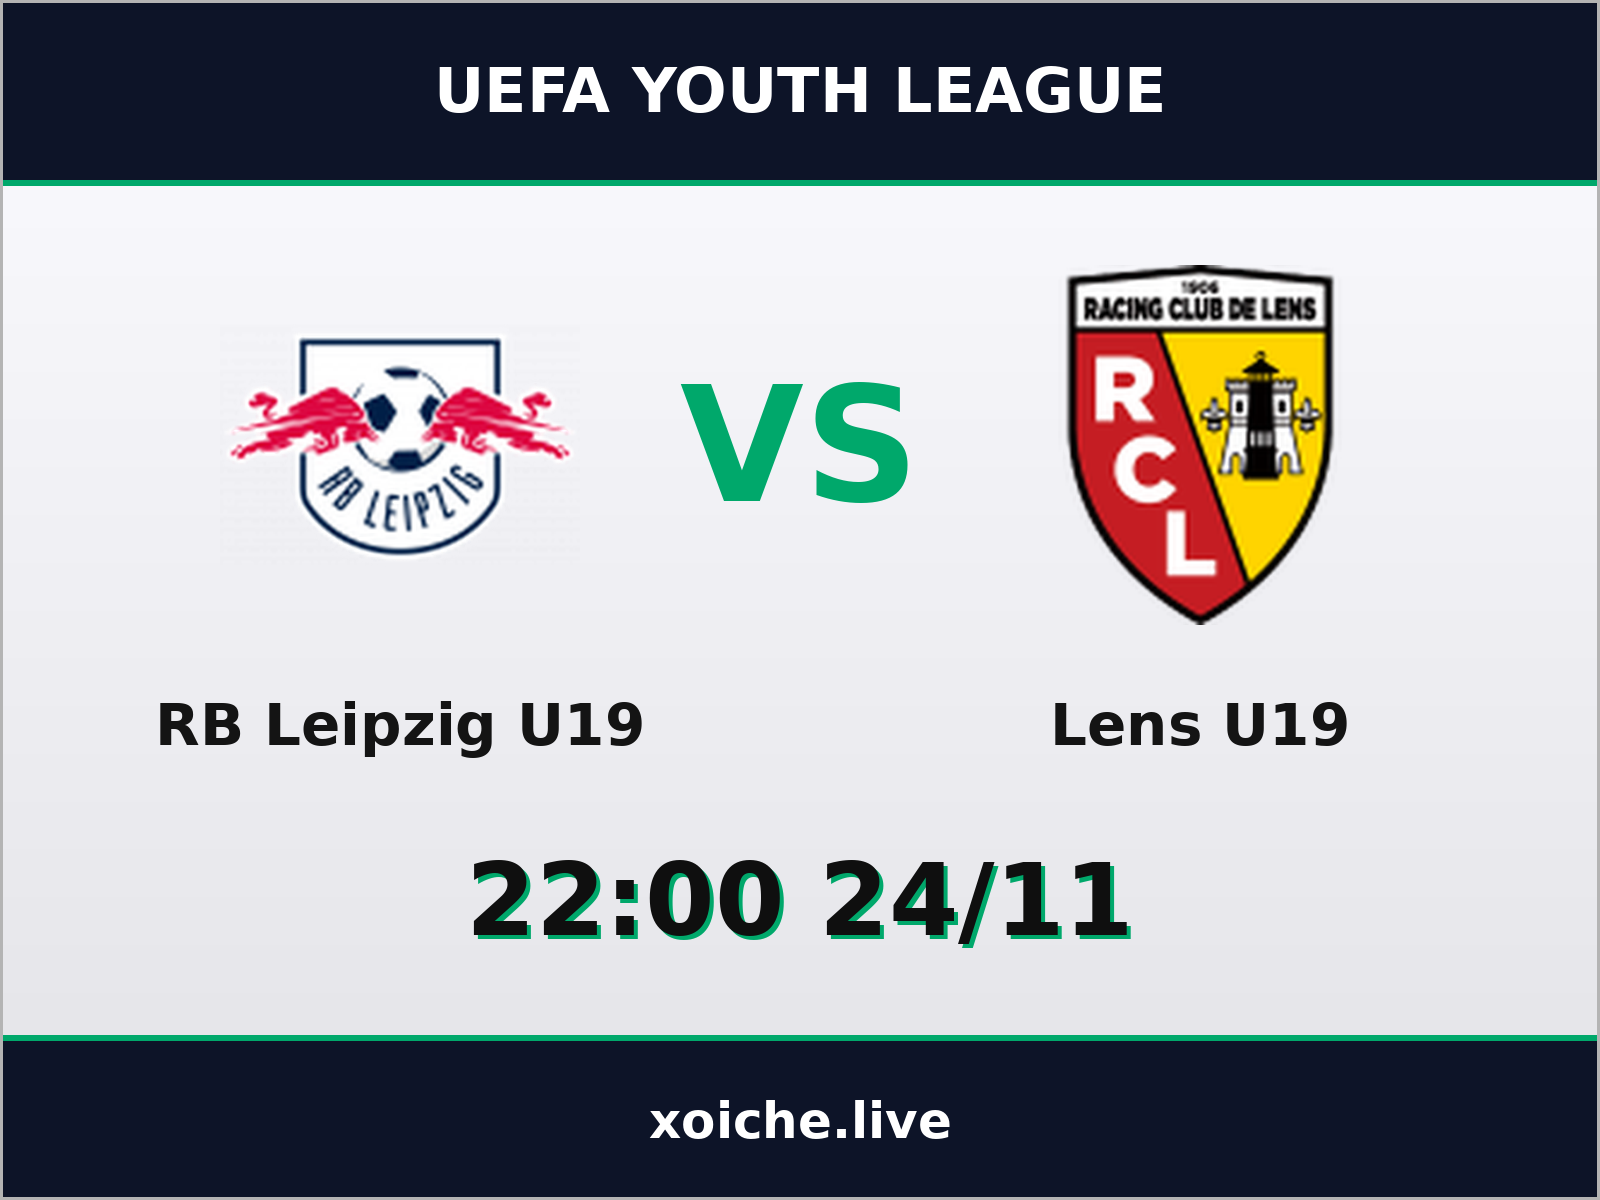 UEFA YOUTH LEAGUE
1906
RACING CLUB DE LENS
R
C
L
RB LEIPZIG
VS
RB Leipzig U19
Lens U19
22:00 24/11
xoiche.live